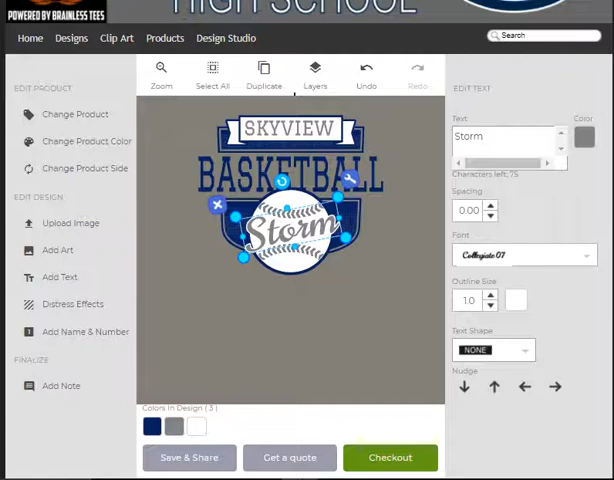 HIGH SCHOOL
POWERED BY BRAINLESS TEES
Home Designs Clip Art Products Design Studio
Search
EDIT PRODUCT
Change Product
Change Product Color
Change Product Side
EDIT DESIGN
Upload Image
Add Art
Tt Add Text
Distress Effects
1 Add Name & Number
FINALIZE
Add Note
Zoom Select All Duplicate Layers Undo Redo
SKYVIEW
BASKETBALL
Storm
Colors In Design ( 3 )
Save & Share Get a quote Checkout
EDIT TEXT
Text Color
Storm
Characters left: 75
Spacing
0.00
Font
Collegiate 07
Outline Size
1.0
Text Shape
NONE
Nudge